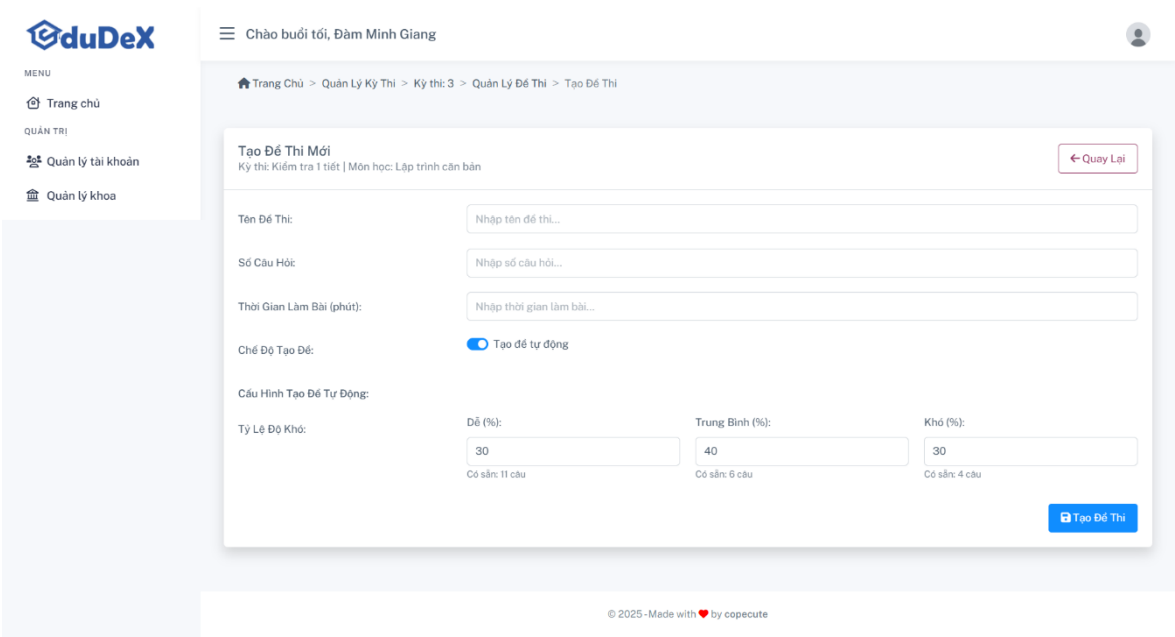 EduDeX
Chào buổi tối, Đàm Minh Giang
MENU
Trang chủ
QUẢN TRỊ
Quản lý tài khoản
Quản lý khoa
Trang Chủ > Quản Lý Kỳ Thi > Kỳ thi: 3 > Quản Lý Đề Thi > Tạo Đề Thi
Tạo Đề Thi Mới
Kỳ thi: Kiểm tra 1 tiết | Môn học: Lập trình căn bản
Quay Lại
Tên Đề Thi:
Nhập tên đề thi...
Số Câu Hỏi:
Nhập số câu hỏi...
Thời Gian Làm Bài (phút):
Nhập thời gian làm bài...
Chế Độ Tạo Đề:
Tạo đề tự động
Cấu Hình Tạo Đề Tự Động:
Tỷ Lệ Độ Khó:
Dễ (%): Trung Bình (%): Khó (%):
30 40 30
Có sẵn: 11 câu Có sẵn: 6 câu Có sẵn: 4 câu
Tạo Đề Thi
© 2025 - Made with ❤ by copecute